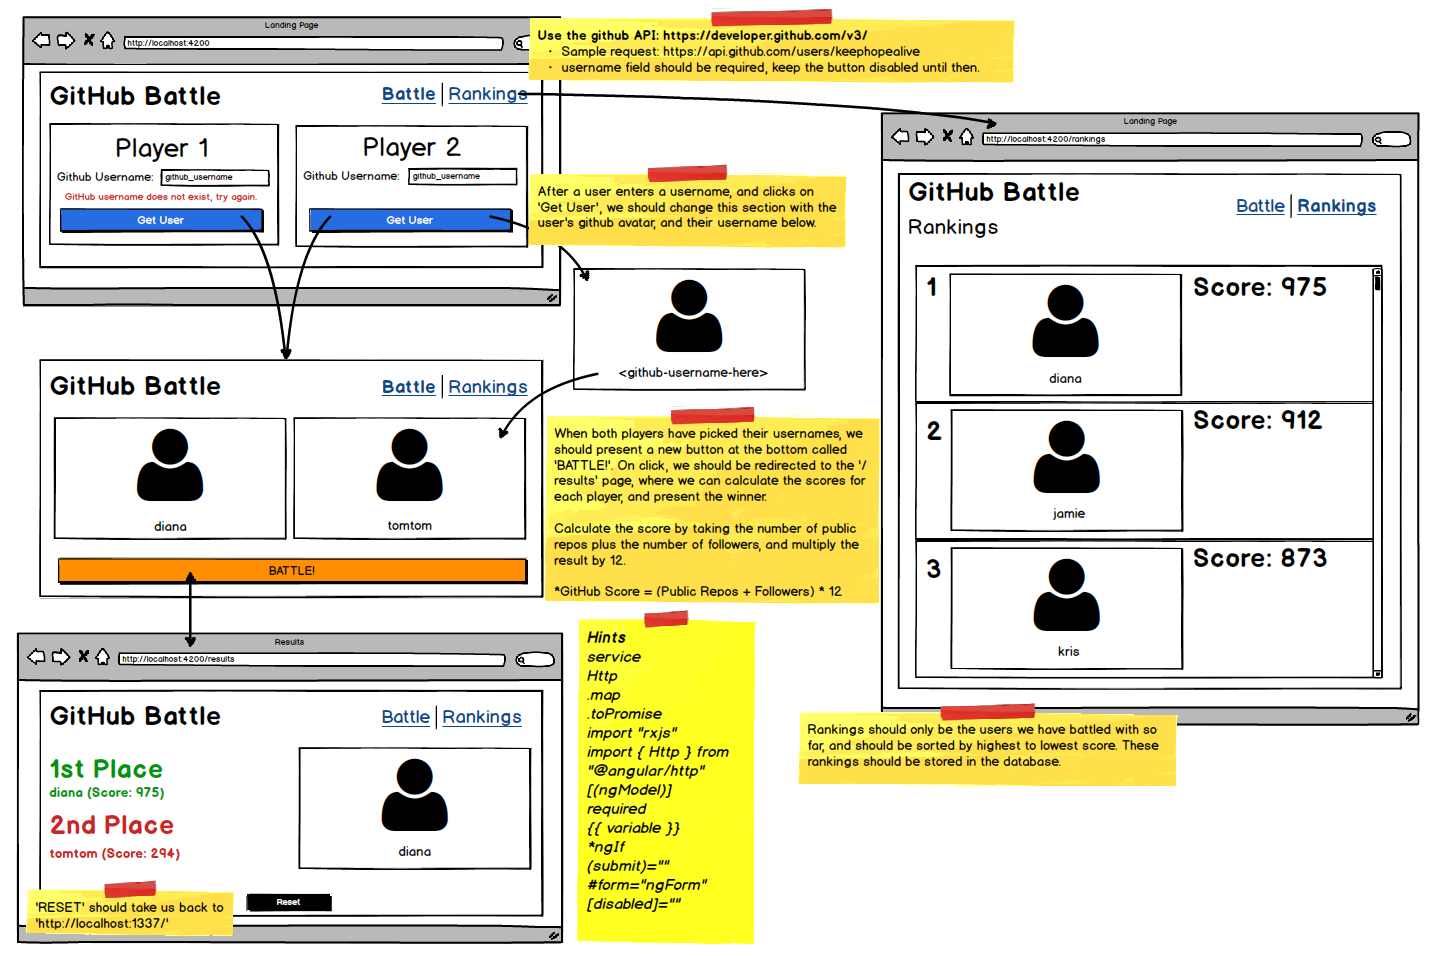 Landing Page
http://localhost:4200
GitHub Battle
Battle | Rankings
Player 1
Github Username:
github_username
GitHub username does not exist, try again.
Get User
Player 2
Github Username:
github_username
Get User
Use the github API: https://developer.github.com/v3/
• Sample request: https://api.github.com/users/keephopealive
• username field should be required, keep the button disabled until then.
After a user enters a username, and clicks on
'Get User', we should change this section with the
user's github avatar, and their username below.
<github-username-here>
GitHub Battle
Battle | Rankings
diana
tomtom
BATTLE!
When both players have picked their usernames, we
should present a new button at the bottom called
'BATTLE!'. On click, we should be redirected to the '/
results' page, where we can calculate the scores for
each player, and present the winner.
Calculate the score by taking the number of public
repos plus the number of followers, and multiply the
result by 12.
*GitHub Score = (Public Repos + Followers) * 12
Results
http://localhost:4200/results
GitHub Battle
Battle | Rankings
1st Place
diana (Score: 975)
2nd Place
tomtom (Score: 294)
diana
Reset
'RESET' should take us back to
'http://localhost:1337/'
Hints
service
Http
.map
.toPromise
import "rxjs"
import { Http } from
"@angular/http"
[(ngModel)]
required
{{ variable }}
*ngIf
(submit)=""
#form="ngForm"
[disabled]=""
Landing Page
http://localhost:4200/rankings
GitHub Battle
Battle | Rankings
Rankings
1
diana
Score: 975
2
jamie
Score: 912
3
kris
Score: 873
Rankings should only be the users we have battled with so
far, and should be sorted by highest to lowest score. These
rankings should be stored in the database.